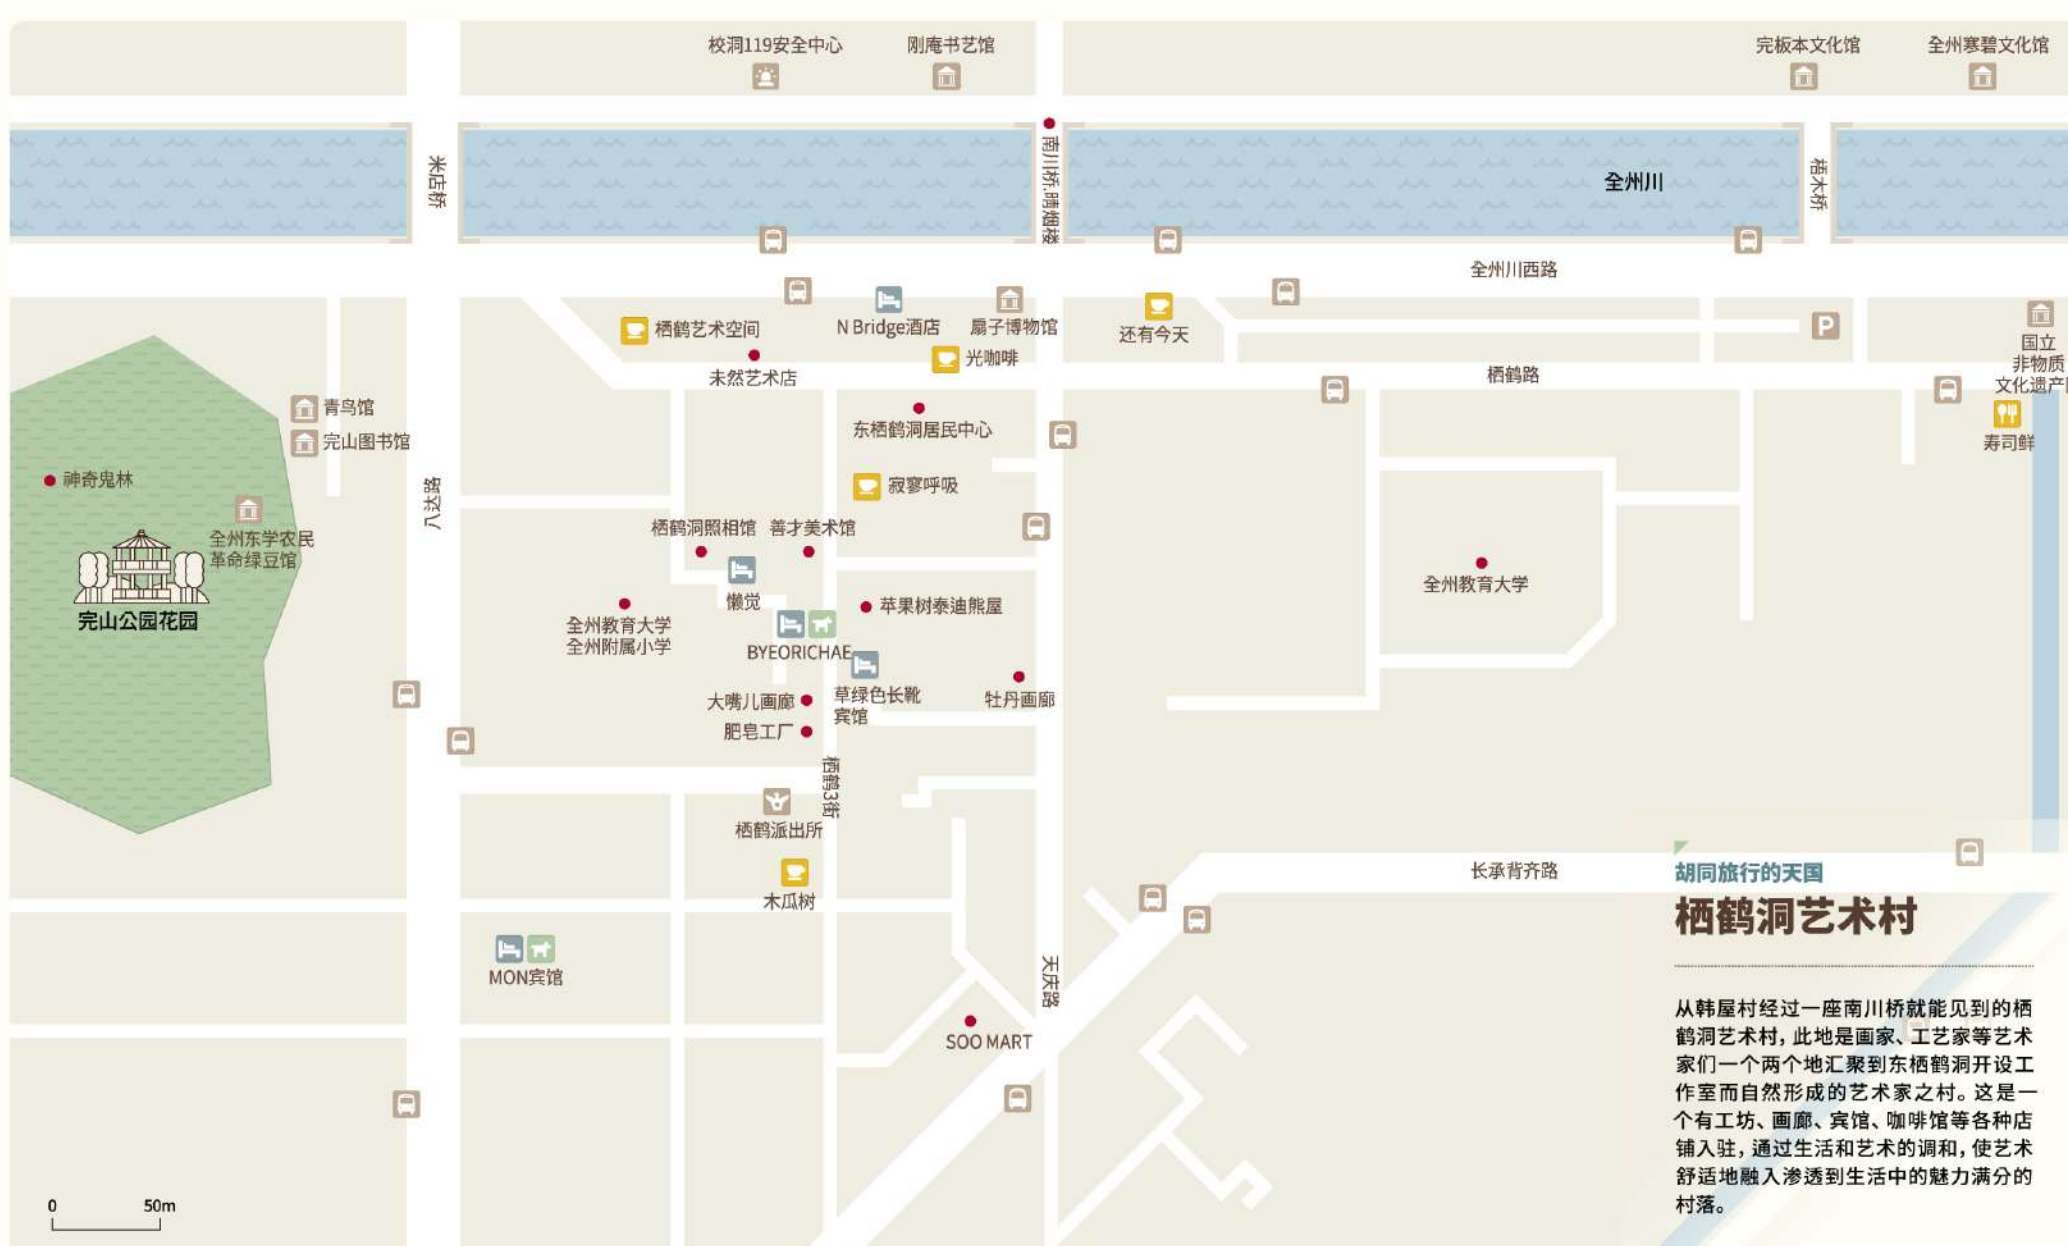 校洞119安全中心
刚庵书艺馆
完板本文化馆
全州寒碧文化馆
米店桥
南川桥,晴烟楼
全州川
梧木桥
全州川西路
栖鹤艺术空间
N Bridge酒店
扇子博物馆
还有今天
P
国立
非物质
文化遗产
光咖啡
未然艺术店
栖鹤路
青鸟馆
完山图书馆
东栖鹤洞居民中心
寿司鲜
神奇鬼林
八达路
寂寥呼吸
全州东学农民
革命绿豆馆
栖鹤洞照相馆
善才美术馆
全州教育大学
懒觉
苹果树泰迪熊屋
完山公园花园
全州教育大学
全州附属小学
BYEORICHAE
大嘴儿画廊
草绿色长靴
宾馆
牡丹画廊
肥皂工厂
栖鹤3街
栖鹤派出所
木瓜树
长承背齐路
MON宾馆
天庆路
SOO MART
胡同旅行的天国
栖鹤洞艺术村
从韩屋村经过一座南川桥就能见到的栖
鹤洞艺术村，此地是画家、工艺家等艺术
家们一个两个地汇聚到东栖鹤洞开设工
作室而自然形成的艺术家之村。这是一
个有工坊、画廊、宾馆、咖啡馆等各种店
铺入驻，通过生活和艺术的调和，使艺术
舒适地融入渗透到生活中的魅力满分的
村落。
0 50m